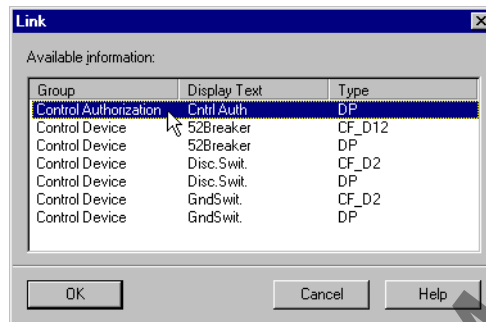 Link
Available information:
Group Display Text Type
Control Authorization Cntrl Auth DP
Control Device 52Breaker CF_D12
Control Device 52Breaker DP
Control Device Disc.Swit. CF_D2
Control Device Disc.Swit. DP
Control Device GndSwit. CF_D2
Control Device GndSwit. DP
OK Cancel Help